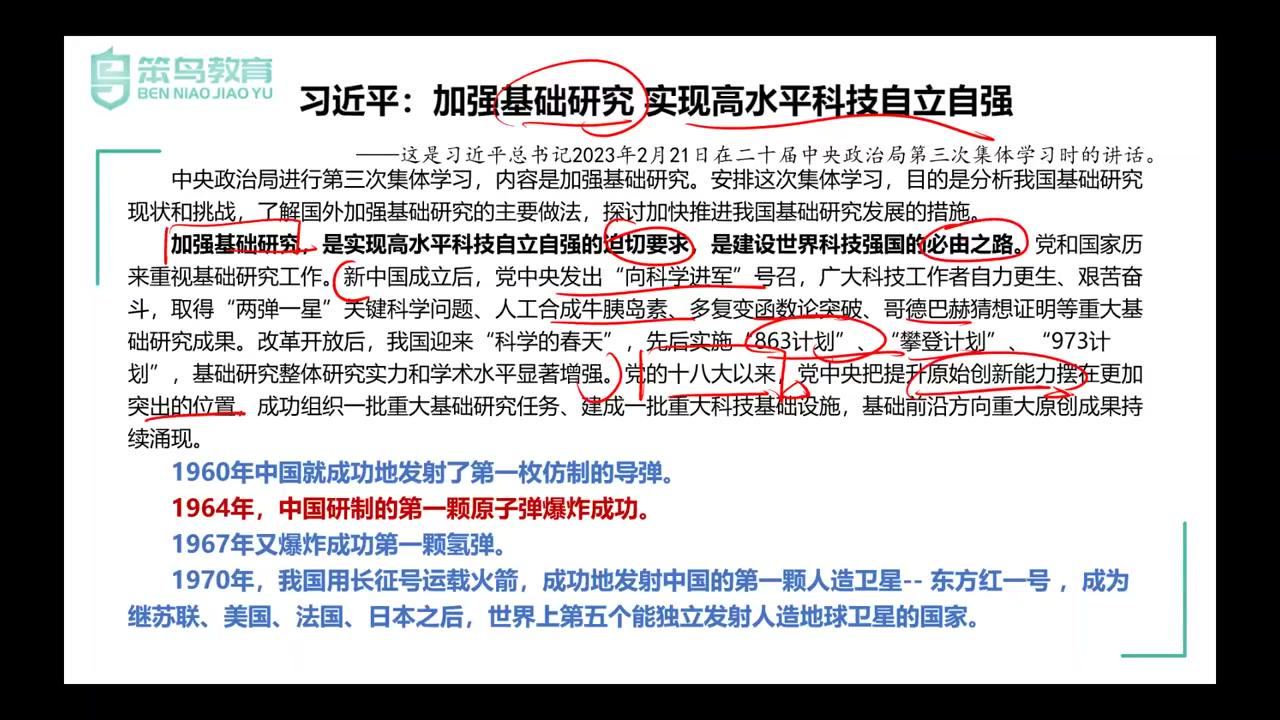 笨鸟教育
BEN NIAO JIAO YU
习近平：加强基础研究 实现高水平科技自立自强
——这是习近平总书记2023年2月21日在二十届中央政治局第三次集体学习时的讲话。
中央政治局进行第三次集体学习，内容是加强基础研究。安排这次集体学习，目的是分析我国基础研究
现状和挑战，了解国外加强基础研究的主要做法，探讨加快推进我国基础研究发展的措施。
加强基础研究，是实现高水平科技自立自强的迫切要求，是建设世界科技强国的必由之路。党和国家历
来重视基础研究工作。新中国成立后，党中央发出“向科学进军”号召，广大科技工作者自力更生、艰苦奋
斗，取得“两弹一星”关键科学问题、人工合成牛胰岛素、多复变函数论突破、哥德巴赫猜想证明等重大基
础研究成果。改革开放后，我国迎来“科学的春天”，先后实施“863计划”、“攀登计划”、“973计
划”，基础研究整体研究实力和学术水平显著增强。党的十八大以来，党中央把提升原始创新能力摆在更加
突出的位置，成功组织一批重大基础研究任务、建成一批重大科技基础设施，基础前沿方向重大原创成果持
续涌现。
1960年中国就成功地发射了第一枚仿制的导弹。
1964年，中国研制的第一颗原子弹爆炸成功。
1967年又爆炸成功第一颗氢弹。
1970年，我国用长征号运载火箭，成功地发射中国的第一颗人造卫星-- 东方红一号 ，成为
继苏联、美国、法国、日本之后，世界上第五个能独立发射人造地球卫星的国家。